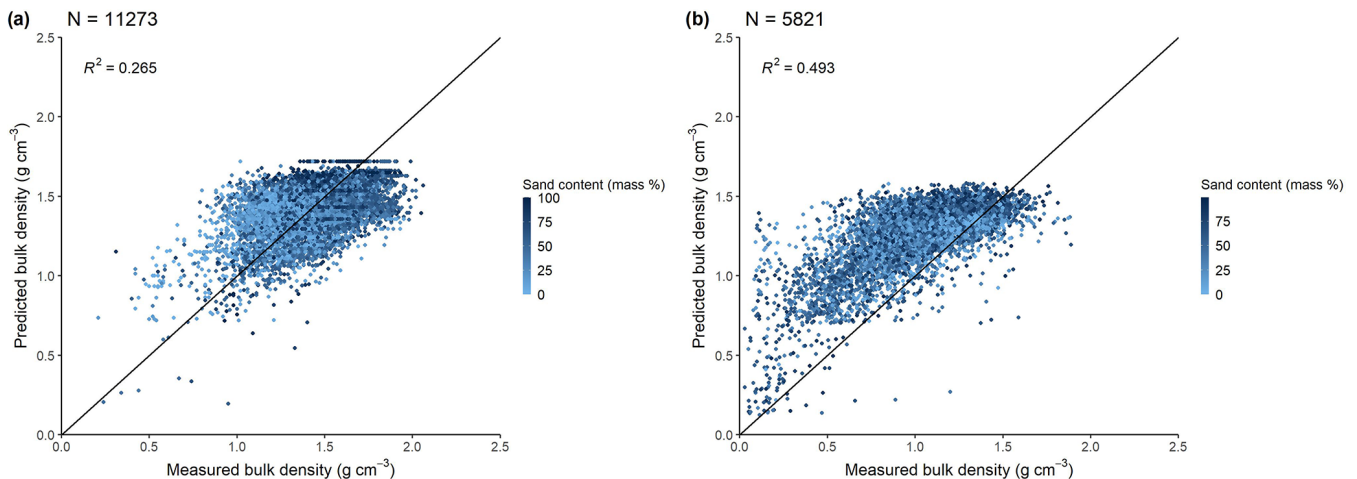 (a) N = 11273
R² = 0.265
2.5
2.0
1.5
1.0
0.5
0.0
0.0 0.5 1.0 1.5 2.0 2.5
Predicted bulk density (g cm⁻³)
Measured bulk density (g cm⁻³)
Sand content (mass %)
100
75
50
25
0
(b) N = 5821
R² = 0.493
2.5
2.0
1.5
1.0
0.5
0.0
0.0 0.5 1.0 1.5 2.0 2.5
Predicted bulk density (g cm⁻³)
Measured bulk density (g cm⁻³)
Sand content (mass %)
75
50
25
0